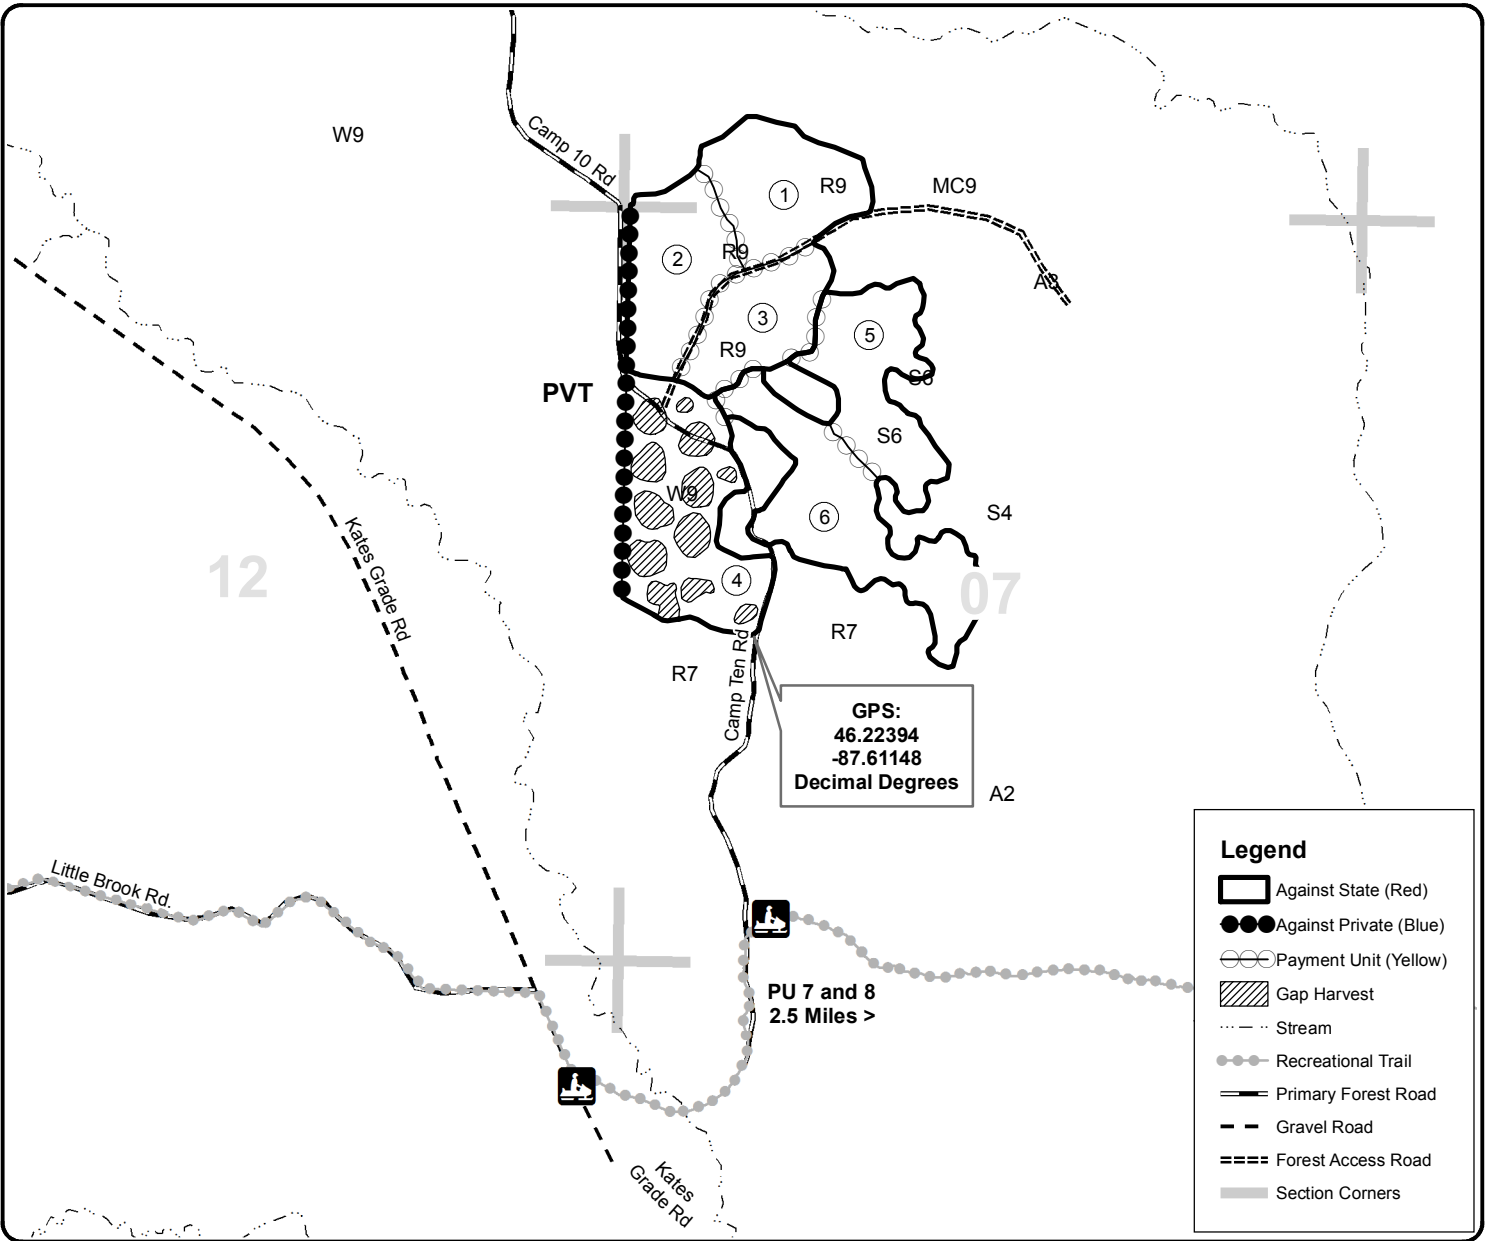 W9
Camp 10 Rd
1
R9
MC9
2
R9
A3
3
R9
5
PVT
S6
S6
W9
6
S4
Kates Grade Rd
12
4
07
R7
R7
Camp Ten Rd
GPS:
46.22394
-87.61148
Decimal Degrees
A2
Little Brook Rd.
PU 7 and 8
2.5 Miles >
Kates
Grade Rd
Legend
Against State (Red)
Against Private (Blue)
Payment Unit (Yellow)
Gap Harvest
Stream
Recreational Trail
Primary Forest Road
Gravel Road
Forest Access Road
Section Corners